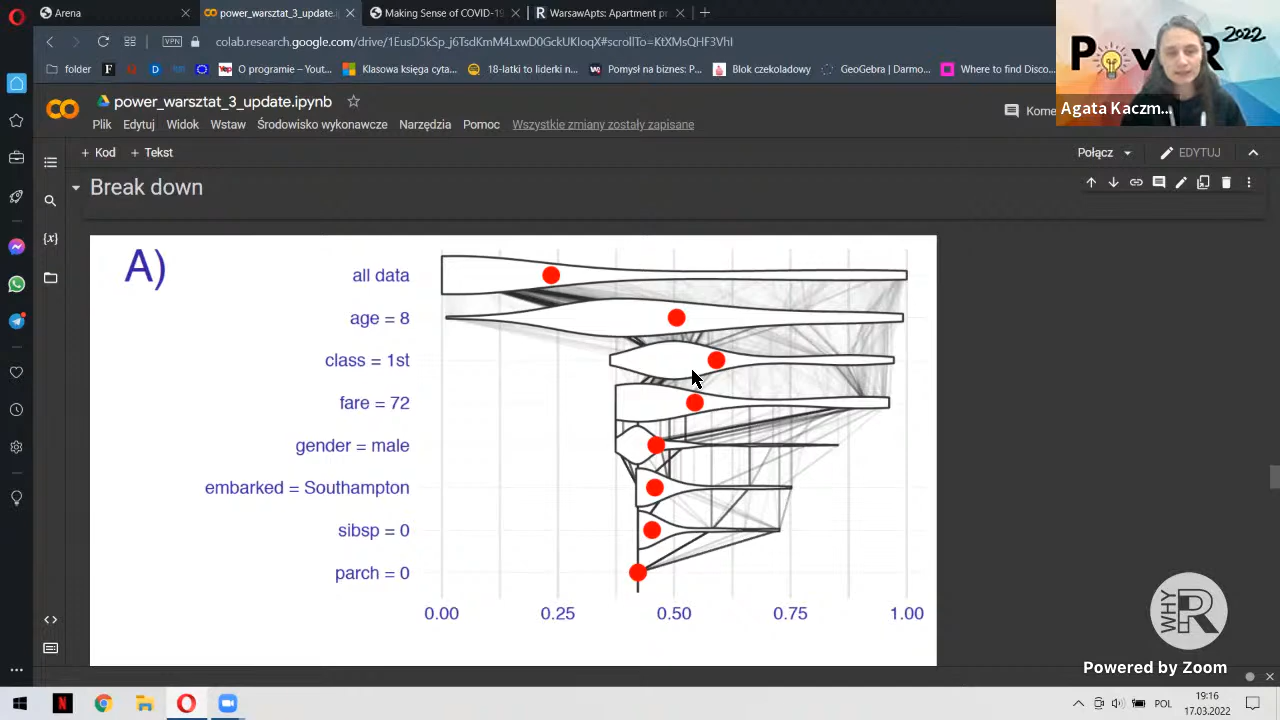 Arena
power_warsztat_3_update.i
Making Sense of COVID-19
WarsawApts: Apartment pr
VPN
colab.research.google.com/drive/1EusD5kSp_j6TsdKmM4LxwD0GckUKIoqX#scrollTo=KtXMsQHF3VhI
folder
O programie – Yout...
Klasowa księga cyta...
18-latki to liderki n...
Pomysł na biznes: P...
Blok czekoladowy
GeoGebra | Darmo...
Where to find Disco...
PowR 2022
Agata Kaczm...
power_warsztat_3_update.ipynb
Kome
Plik Edytuj Widok Wstaw Środowisko wykonawcze Narzędzia Pomoc Wszystkie zmiany zostały zapisane
+ Kod + Tekst
Połącz
EDYTUJ
Break down
A)
all data
age = 8
class = 1st
fare = 72
gender = male
embarked = Southampton
sibsp = 0
parch = 0
0.00 0.25 0.50 0.75 1.00
WHY R
Powered by Zoom
POL
19:16
17.03.2022